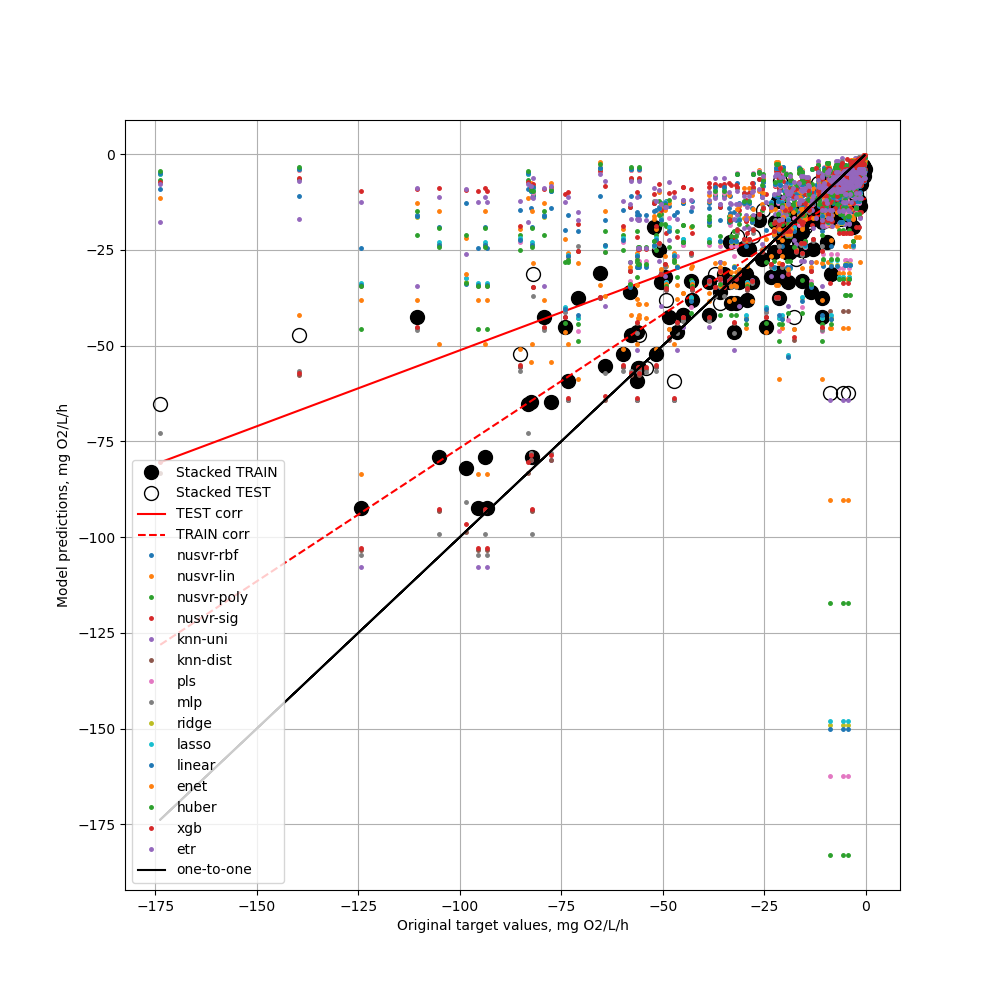 0
−25
−50
−75
−100
−125
−150
−175
Model predictions, mg O2/L/h
Stacked TRAIN
Stacked TEST
TEST corr
TRAIN corr
nusvr-rbf
nusvr-lin
nusvr-poly
nusvr-sig
knn-uni
knn-dist
pls
mlp
ridge
lasso
linear
enet
huber
xgb
etr
one-to-one
−175 −150 −125 −100 −75 −50 −25 0
Original target values, mg O2/L/h